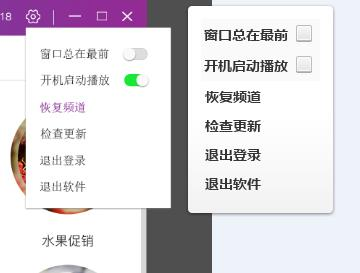 18
窗口总在最前
开机启动播放
恢复频道
检查更新
退出登录
退出软件
水果促销
窗口总在最前
开机启动播放
恢复频道
检查更新
退出登录
退出软件